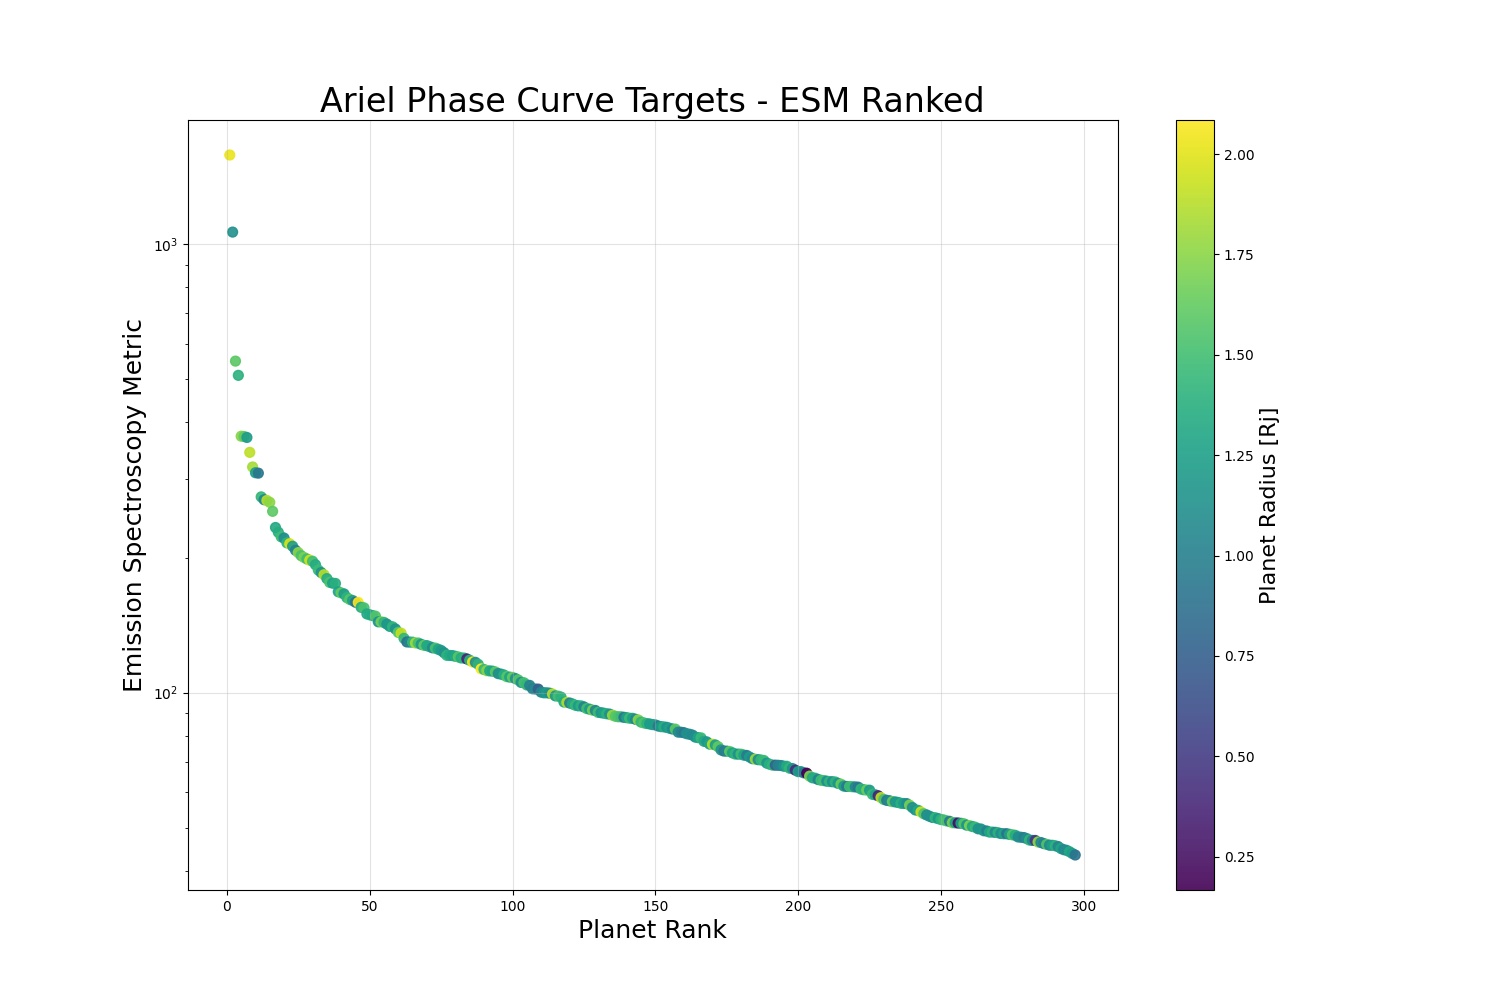 Ariel Phase Curve Targets - ESM Ranked
Emission Spectroscopy Metric
10³
10²
0 50 100 150 200 250 300
Planet Rank
2.00
1.75
1.50
1.25
1.00
0.75
0.50
0.25
Planet Radius [Rj]